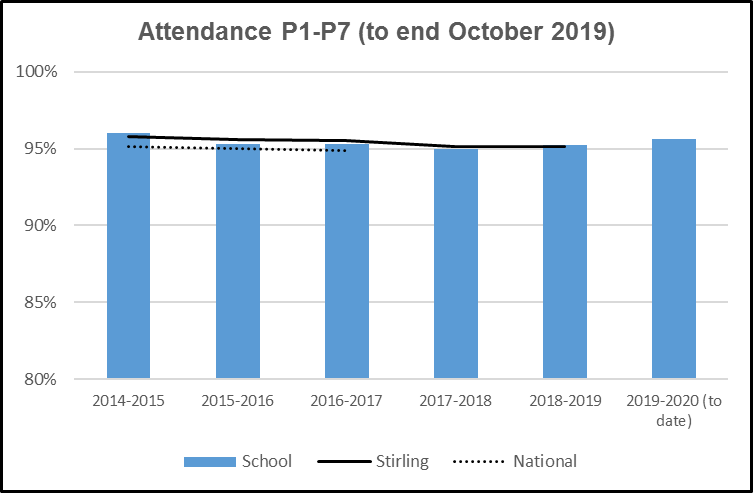 Attendance P1-P7 (to end October 2019)
100%
95%
90%
85%
80%
2014-2015 2015-2016 2016-2017 2017-2018 2018-2019 2019-2020 (to
date)
School Stirling National